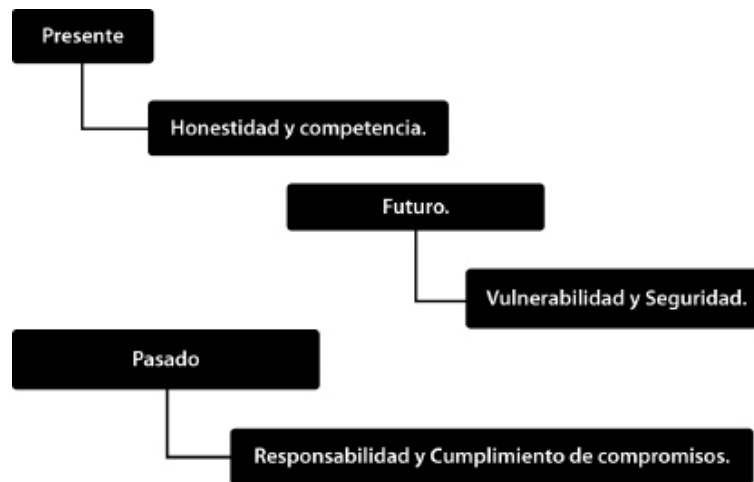 Presente
Honestidad y competencia.
Futuro.
Vulnerabilidad y Seguridad.
Pasado
Responsabilidad y Cumplimiento de compromisos.